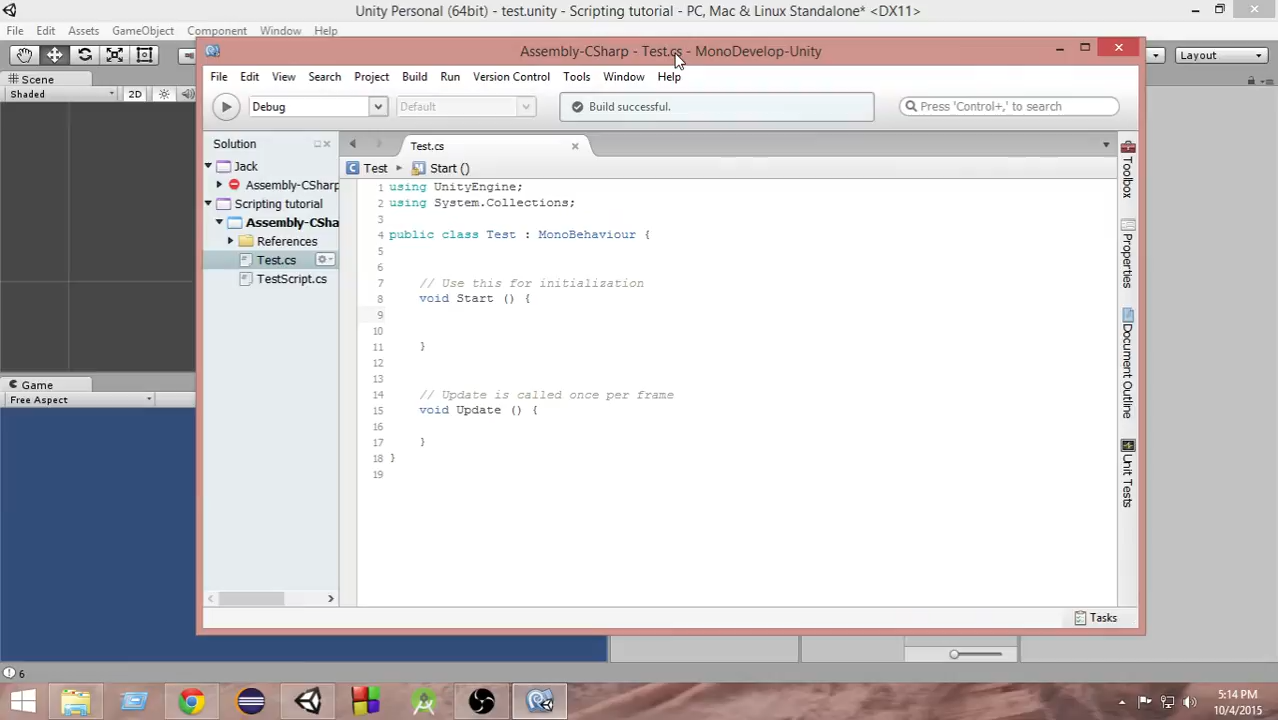 Unity Personal (64bit) - test.unity - Scripting tutorial - PC, Mac & Linux Standalone* <DX11>
File Edit Assets GameObject Component Window Help
Assembly-CSharp - Test.cs - MonoDevelop-Unity
Layout
Scene
Shaded 2D
File Edit View Search Project Build Run Version Control Tools Window Help
Debug Default Build successful. Press 'Control+,' to search
Solution
Test.cs
Jack
Test Start ()
Assembly-CSharp
Scripting tutorial
Assembly-CSha
References
Test.cs
TestScript.cs
1 using UnityEngine;
2 using System.Collections;
3
4 public class Test : MonoBehaviour {
5
6
7 // Use this for initialization
8 void Start () {
9
10
11 }
12
13
14 // Update is called once per frame
15 void Update () {
16
17 }
18 }
19
Toolbox
Properties
Document Outline
Unit Tests
Game
Free Aspect
Tasks
6
5:14 PM
10/4/2015